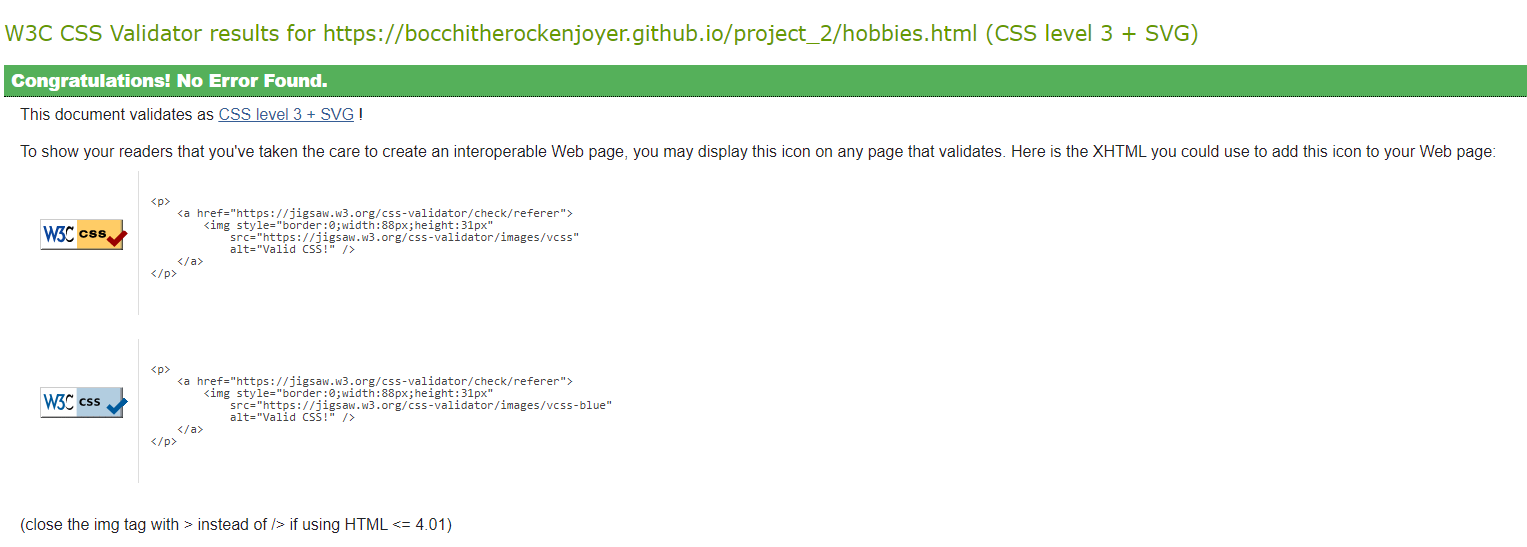 W3C CSS Validator results for https://bocchitherockenjoyer.github.io/project_2/hobbies.html (CSS level 3 + SVG)
Congratulations! No Error Found.
This document validates as CSS level 3 + SVG !
To show your readers that you've taken the care to create an interoperable Web page, you may display this icon on any page that validates. Here is the XHTML you could use to add this icon to your Web page:
W3C css
<p>
<a href="https://jigsaw.w3.org/css-validator/check/referer">
<img style="border:0;width:88px;height:31px"
src="https://jigsaw.w3.org/css-validator/images/vcss"
alt="Valid CSS!" />
</a>
</p>
W3C css
<p>
<a href="https://jigsaw.w3.org/css-validator/check/referer">
<img style="border:0;width:88px;height:31px"
src="https://jigsaw.w3.org/css-validator/images/vcss-blue"
alt="Valid CSS!" />
</a>
</p>
(close the img tag with > instead of /> if using HTML <= 4.01)